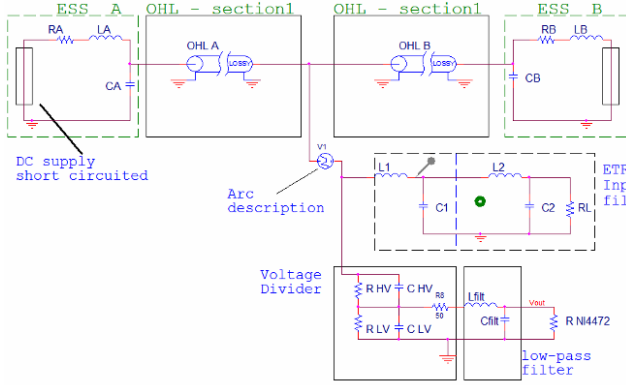 ESS A
OHL - section1
OHL - section1
ESS B
RA
LA
OHL A
LOSSY
OHL B
LOSSY
RB
LB
CA
CB
DC supply
short circuited
V1
Arc
description
L1
L2
C1
C2
RL
ETR
Inp
fil
Voltage
Divider
R HV
C HV
R LV
C LV
R8
50
Lfilt
Cfilt
Vout
R NI4472
low-pass
filter